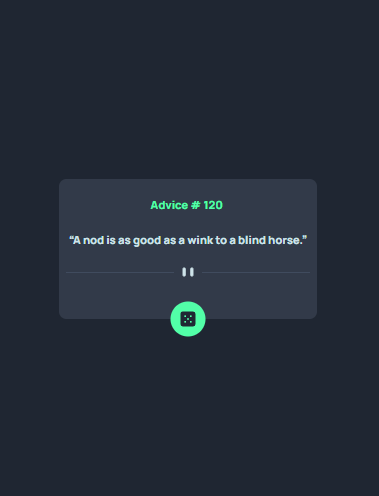 Advice # 120
“A nod is as good as a wink to a blind horse.”